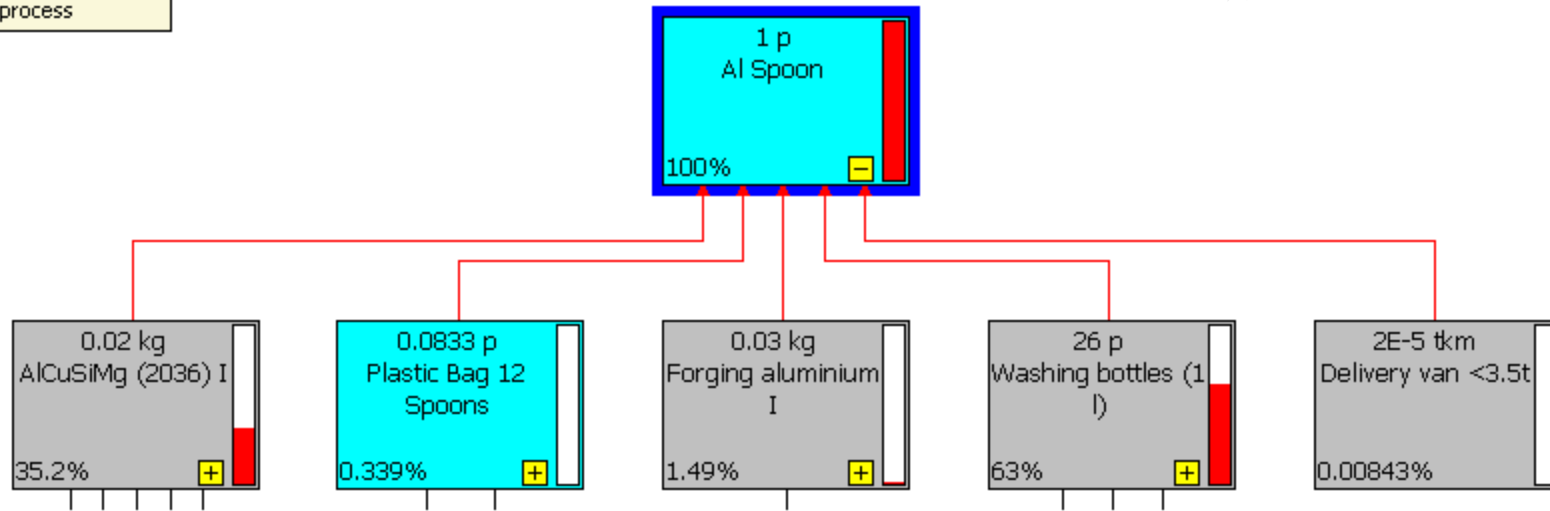 process
1 p
Al Spoon
100%
0.02 kg
AlCuSiMg (2036) I
35.2%
0.0833 p
Plastic Bag 12
Spoons
0.339%
0.03 kg
Forging aluminium
I
1.49%
26 p
Washing bottles (1
l)
63%
2E-5 tkm
Delivery van <3.5t
0.00843%